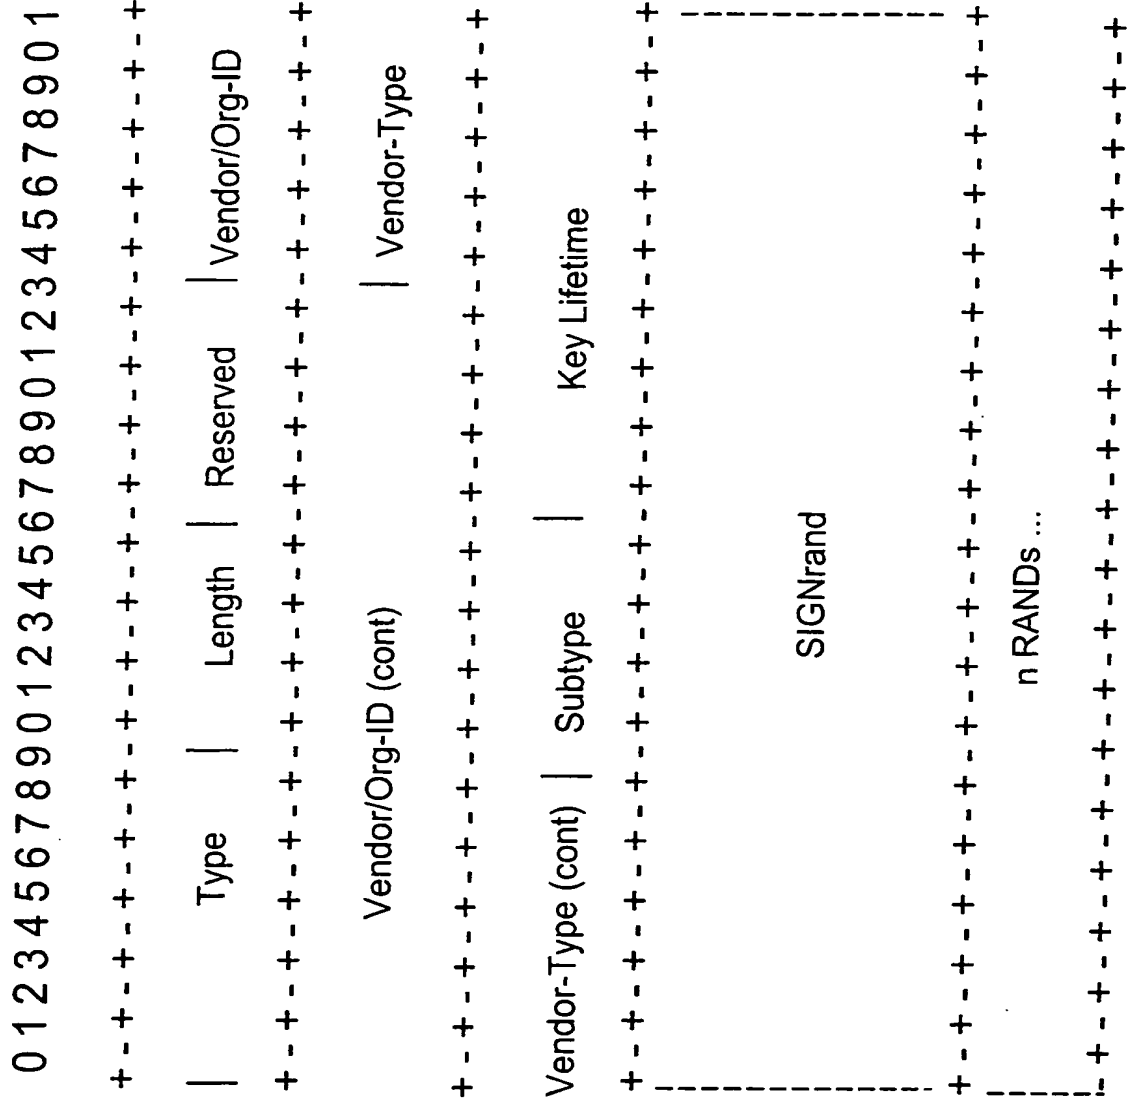 0 1 2 3 4 5 6 7 8 9 0 1 2 3 4 5 6 7 8 9 0 1 2 3 4 5 6 7 8 9 0 1
+-+-+-+-+-+-+-+-+-+-+-+-+-+-+-+-+-+-+-+
| Type | Length | Reserved | Vendor/Org-ID
+-+-+-+-+-+-+-+-+-+-+-+-+-+-+-+-+-+-+-+
Vendor/Org-ID (cont) | Vendor-Type
+-+-+-+-+-+-+-+-+-+-+-+-+-+-+-+-+-+-+-+
Vendor-Type (cont) | Subtype | Key Lifetime
+-+-+-+-+-+-+-+-+-+-+-+-+-+-+-+-+-+-+-+
SIGNrand
+-+-+-+-+-+-+-+-+-+-+-+-+-+-+-+-+-+-+-+
n RANDs ...
+-+-+-+-+-+-+-+-+-+-+-+-+-+-+-+-+-+-+